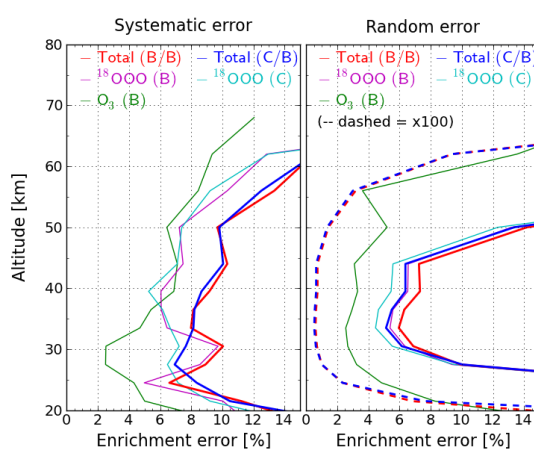 Systematic error
Random error
80
70
60
50
40
30
20
Altitude [km]
– Total (B/B)
– Total (C/B)
– ¹⁸OOO (B)
– ¹⁸OOO (C)
– O₃ (B)
– Total (B/B)
– Total (C/B)
– ¹⁸OOO (B)
– ¹⁸OOO (C)
– O₃ (B)
(-- dashed = x100)
0 2 4 6 8 10 12 14
0 2 4 6 8 10 12 14
Enrichment error [%]
Enrichment error [%]